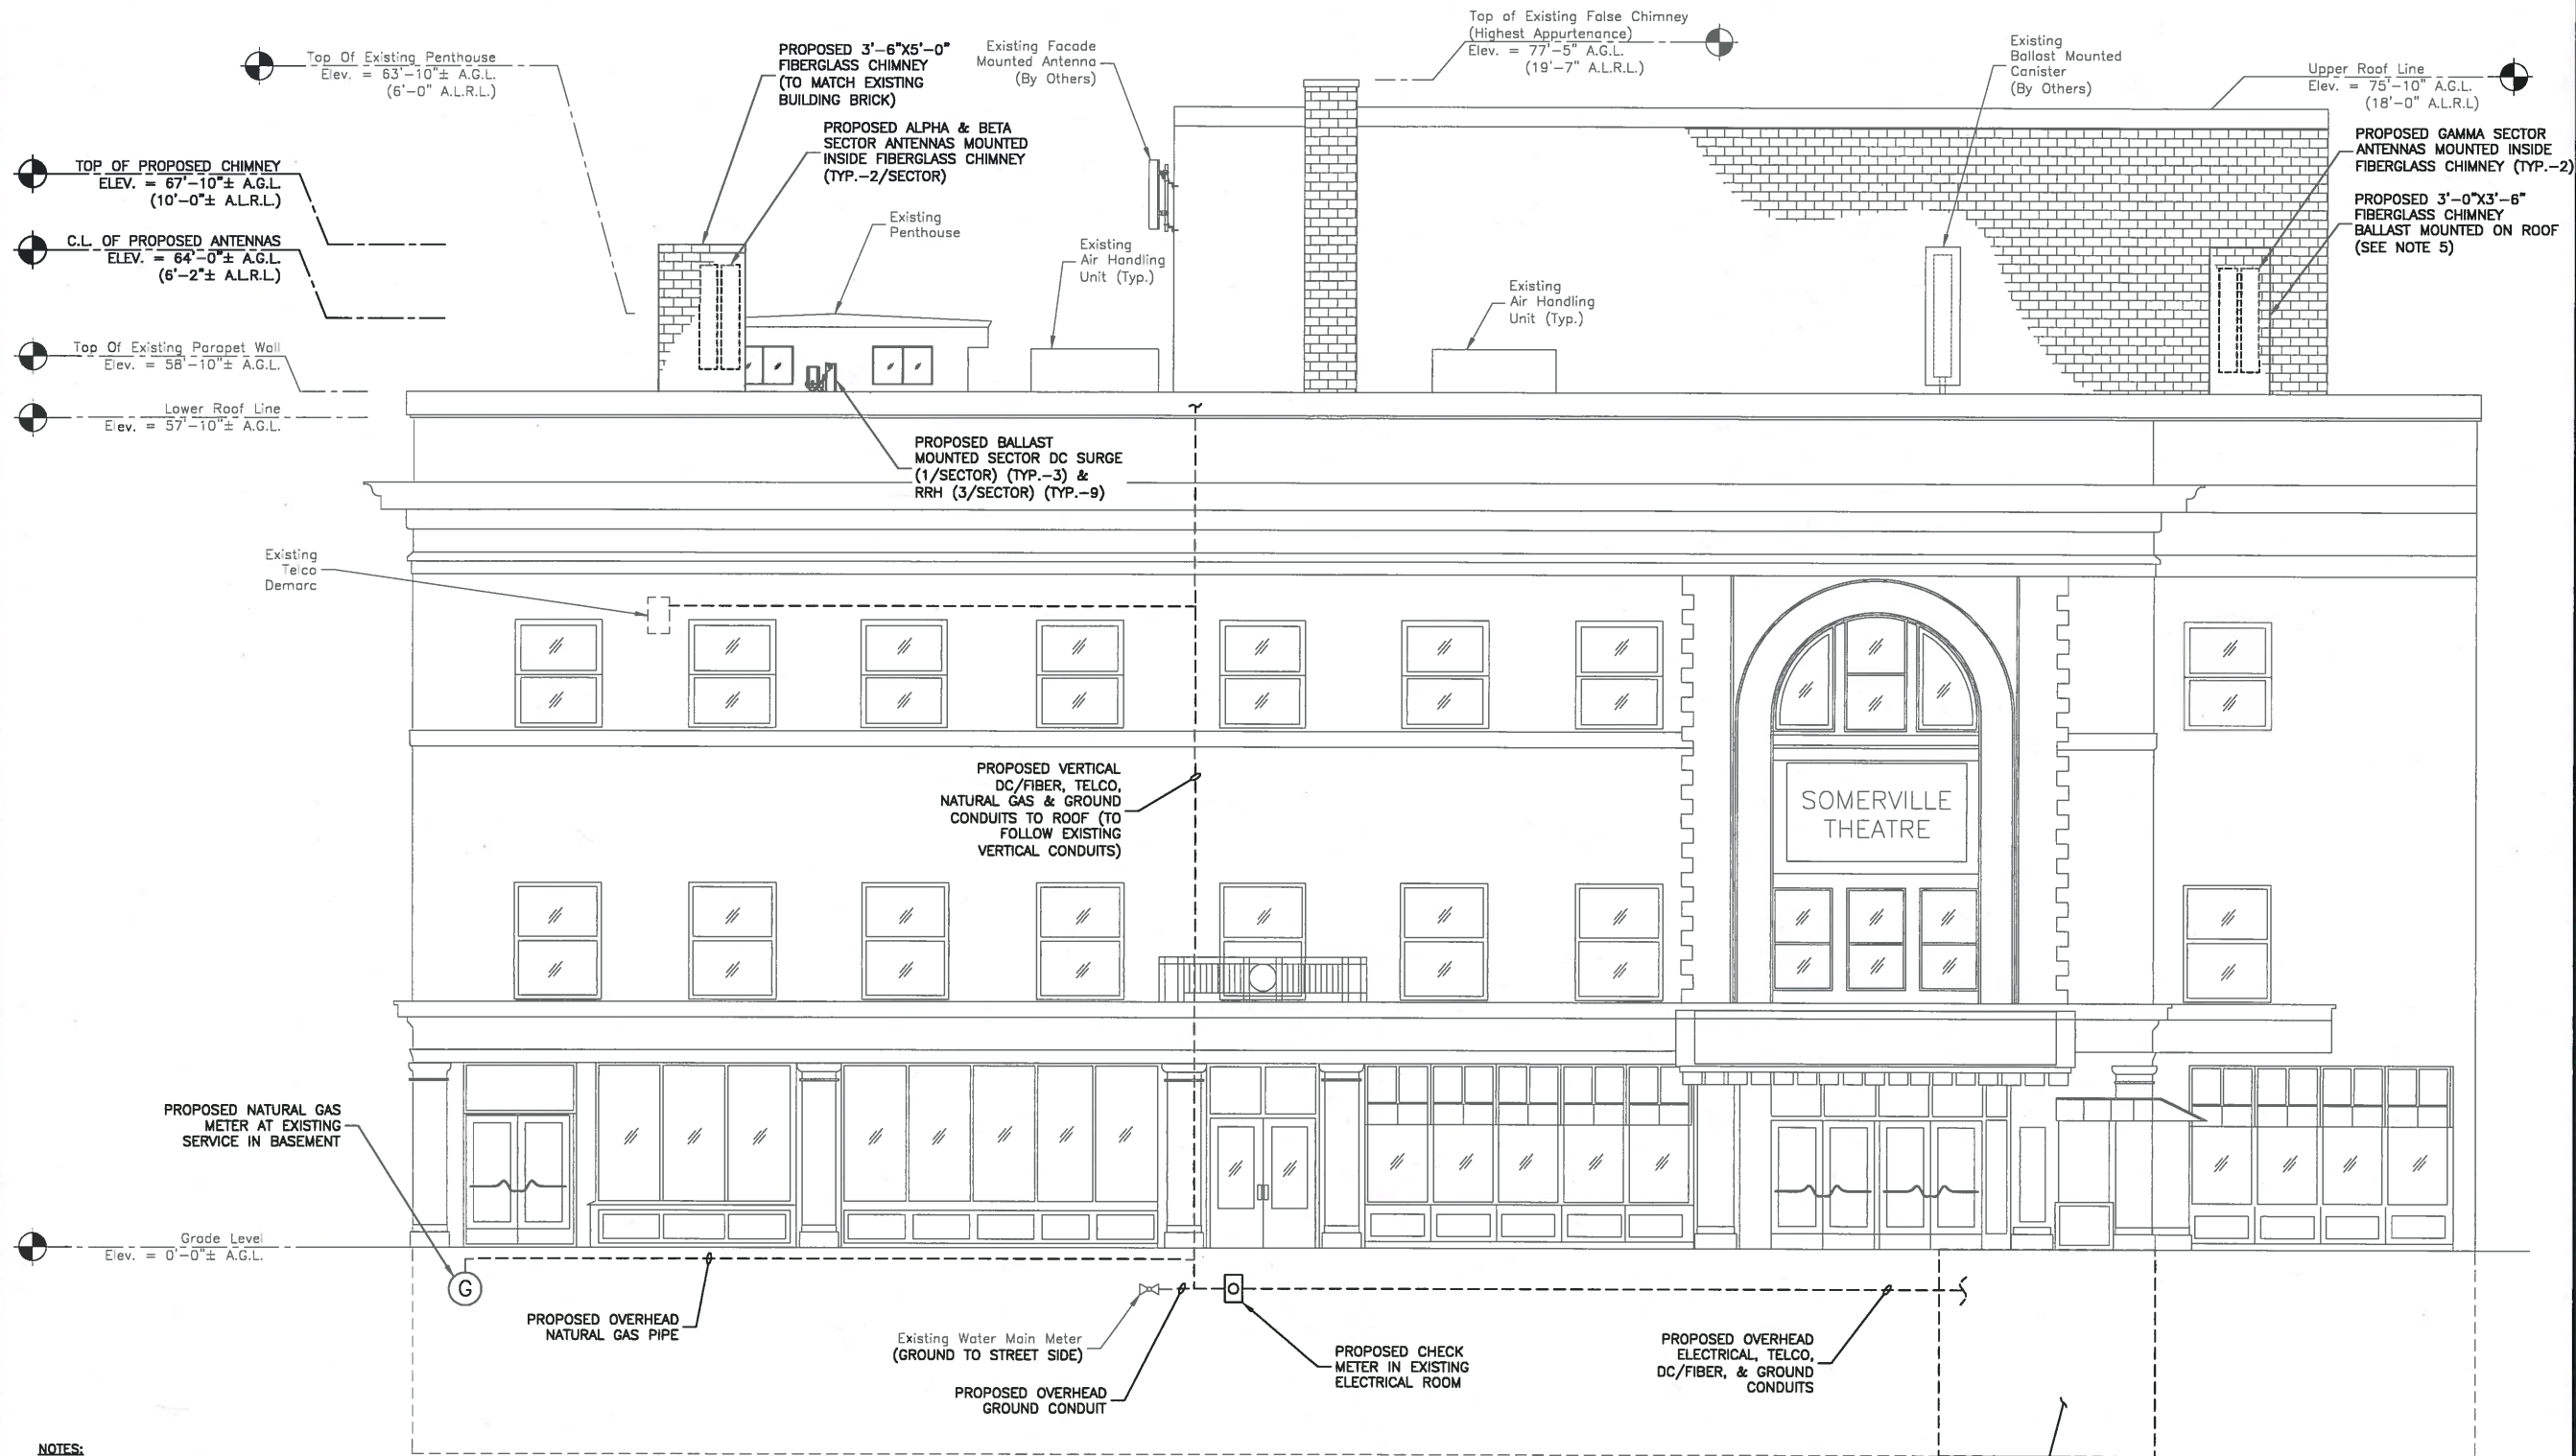 Top Of Existing Penthouse
Elev. = 63'-10"± A.G.L.
(6'-0" A.L.R.L.)
PROPOSED 3'-6"X5'-0"
FIBERGLASS CHIMNEY
(TO MATCH EXISTING
BUILDING BRICK)
Existing Facade
Mounted Antenna
(By Others)
Top of Existing False Chimney
(Highest Appurtenance)
Elev. = 77'-5" A.G.L.
(19'-7" A.L.R.L.)
Existing
Ballast Mounted
Canister
(By Others)
Upper Roof Line
Elev. = 75'-10" A.G.L.
(18'-0" A.L.R.L)
PROPOSED ALPHA & BETA
SECTOR ANTENNAS MOUNTED
INSIDE FIBERGLASS CHIMNEY
(TYP.-2/SECTOR)
PROPOSED GAMMA SECTOR
ANTENNAS MOUNTED INSIDE
FIBERGLASS CHIMNEY (TYP.-2)
TOP OF PROPOSED CHIMNEY
ELEV. = 67'-10"± A.G.L.
(10'-0"± A.L.R.L.)
PROPOSED 3'-0"X3'-6"
FIBERGLASS CHIMNEY
BALLAST MOUNTED ON ROOF
(SEE NOTE 5)
Existing
Penthouse
C.L. OF PROPOSED ANTENNAS
ELEV. = 64'-0"± A.G.L.
(6'-2"± A.L.R.L.)
Existing
Air Handling
Unit (Typ.)
Existing
Air Handling
Unit (Typ.)
Top Of Existing Parapet Wall
Elev. = 58'-10"± A.G.L.
Lower Roof Line
Elev. = 57'-10"± A.G.L.
PROPOSED BALLAST
MOUNTED SECTOR DC SURGE
(1/SECTOR) (TYP.-3) &
RRH (3/SECTOR) (TYP.-9)
Existing
Telco
Demarc
PROPOSED VERTICAL
DC/FIBER, TELCO,
NATURAL GAS & GROUND
CONDUITS TO ROOF (TO
FOLLOW EXISTING
VERTICAL CONDUITS)
SOMERVILLE
THEATRE
PROPOSED NATURAL GAS
METER AT EXISTING
SERVICE IN BASEMENT
Grade Level
Elev. = 0'-0"± A.G.L.
G
PROPOSED OVERHEAD
NATURAL GAS PIPE
Existing Water Main Meter
(GROUND TO STREET SIDE)
PROPOSED OVERHEAD
GROUND CONDUIT
PROPOSED CHECK
METER IN EXISTING
ELECTRICAL ROOM
PROPOSED OVERHEAD
ELECTRICAL, TELCO,
DC/FIBER, & GROUND
CONDUITS
NOTES: